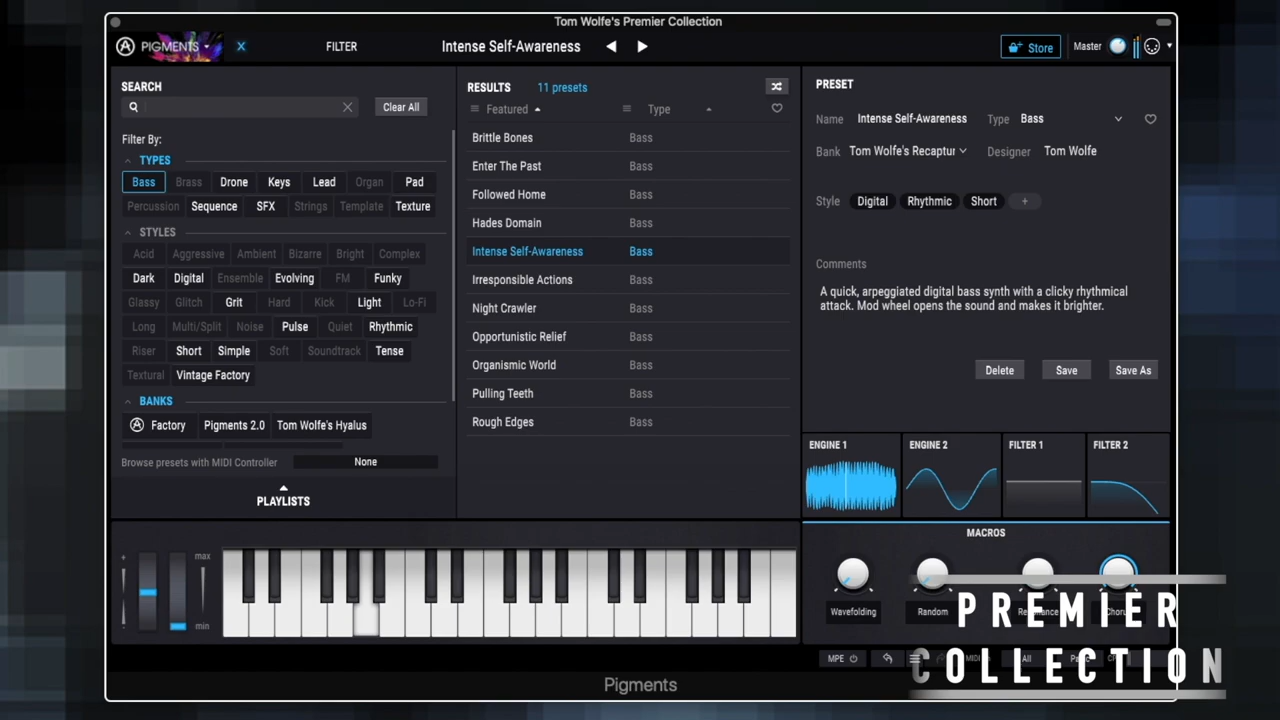 Tom Wolfe's Premier Collection
PIGMENTS
FILTER
Intense Self-Awareness
Store
Master
SEARCH
Clear All
Filter By:
TYPES
Bass Brass Drone Keys Lead Organ Pad
Percussion Sequence SFX Strings Template Texture
STYLES
Acid Aggressive Ambient Bizarre Bright Complex
Dark Digital Ensemble Evolving FM Funky
Glassy Glitch Grit Hard Kick Light Lo-Fi
Long Multi/Split Noise Pulse Quiet Rhythmic
Riser Short Simple Soft Soundtrack Tense
Textural Vintage Factory
BANKS
Factory Pigments 2.0 Tom Wolfe's Hyalus
Browse presets with MIDI Controller None
PLAYLISTS
RESULTS 11 presets
Featured Type
Brittle Bones Bass
Enter The Past Bass
Followed Home Bass
Hades Domain Bass
Intense Self-Awareness Bass
Irresponsible Actions Bass
Night Crawler Bass
Opportunistic Relief Bass
Organismic World Bass
Pulling Teeth Bass
Rough Edges Bass
PRESET
Name Intense Self-Awareness Type Bass
Bank Tom Wolfe's Recaptur Designer Tom Wolfe
Style Digital Rhythmic Short +
Comments
A quick, arpeggiated digital bass synth with a clicky rhythmical
attack. Mod wheel opens the sound and makes it brighter.
Delete Save Save As
ENGINE 1 ENGINE 2 FILTER 1 FILTER 2
MACROS
Wavefolding Random
+
-
max
min
MPE MIDI All
PREMIER
COLLECTION
Pigments